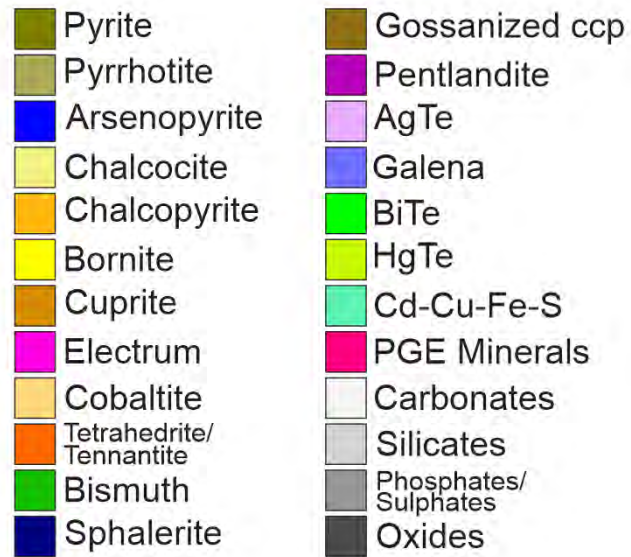 Pyrite
Pyrrhotite
Arsenopyrite
Chalcocite
Chalcopyrite
Bornite
Cuprite
Electrum
Cobaltite
Tetrahedrite/
Tennantite
Bismuth
Sphalerite
Gossanized ccp
Pentlandite
AgTe
Galena
BiTe
HgTe
Cd-Cu-Fe-S
PGE Minerals
Carbonates
Silicates
Phosphates/
Sulphates
Oxides